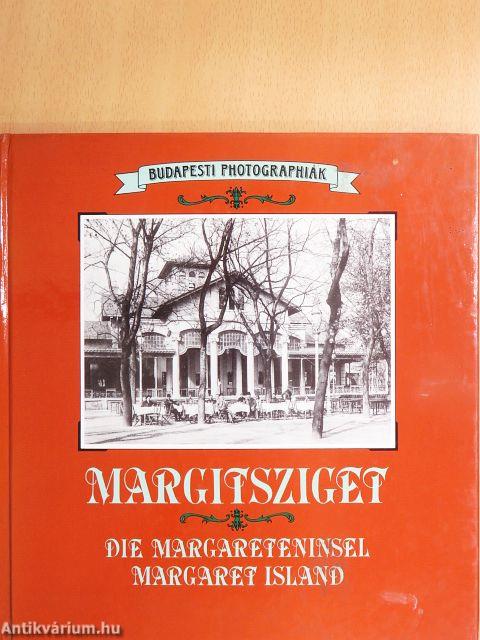 BUDAPESTI PHOTOGRAPHIÁK
MARGITSZIGET
DIE MARGARETENINSEL
MARGARET ISLAND
Antikvárium.hu